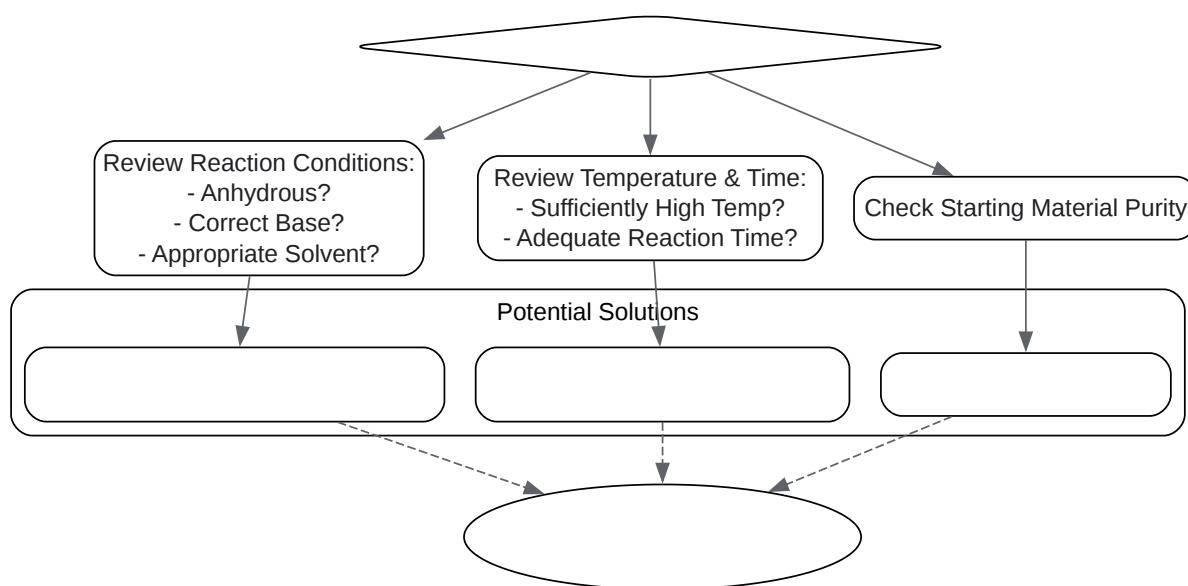 Review Reaction Conditions:
- Anhydrous?
- Correct Base?
- Appropriate Solvent?
Review Temperature & Time:
- Sufficiently High Temp?
- Adequate Reaction Time?
Check Starting Material Purity
Potential Solutions